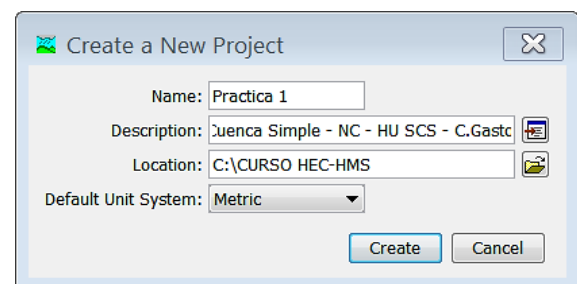 Create a New Project
Name: Practica 1
Description: Cuenca Simple - NC - HU SCS - C.Gasto
Location: C:\CURSO HEC-HMS
Default Unit System: Metric
Create Cancel